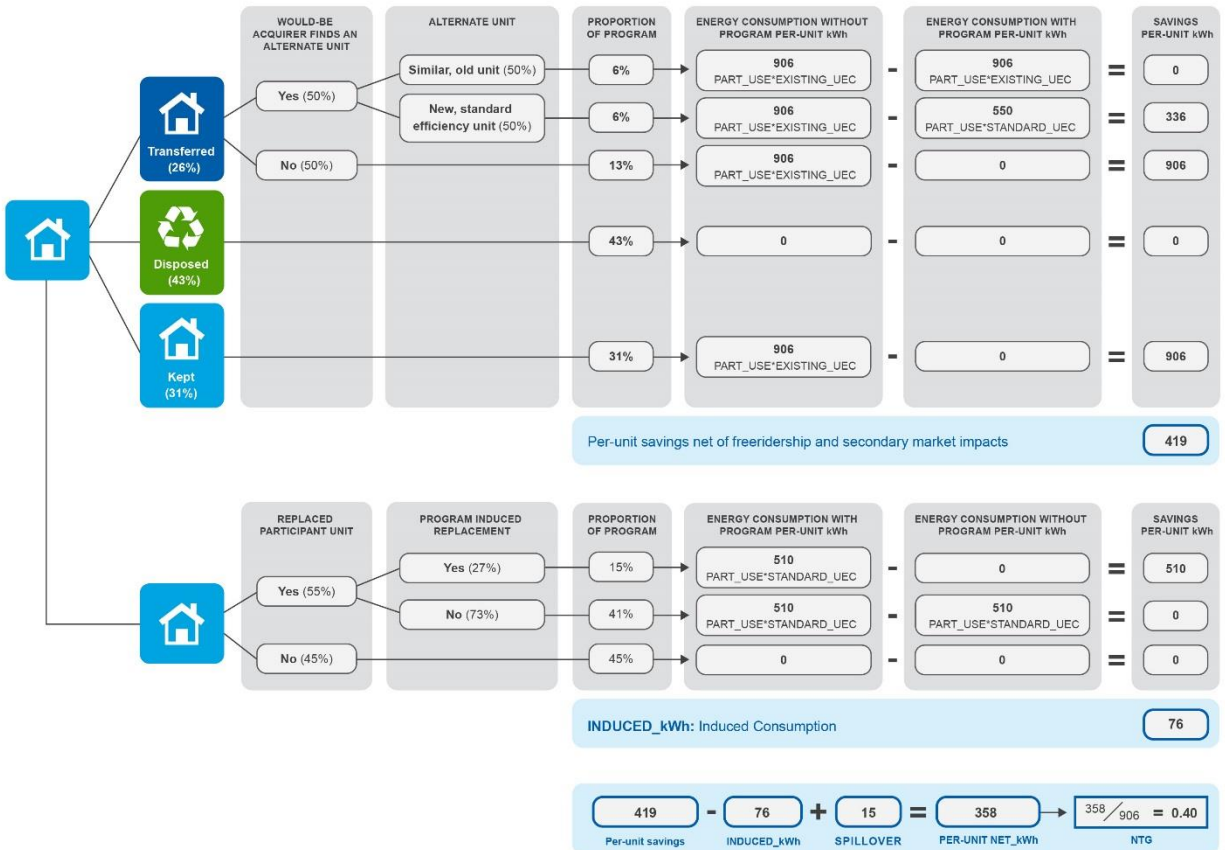 WOULD-BE
ACQUIRER FINDS AN
ALTERNATE UNIT
ALTERNATE UNIT
PROPORTION
OF PROGRAM
ENERGY CONSUMPTION WITHOUT
PROGRAM PER-UNIT kWh
ENERGY CONSUMPTION WITH
PROGRAM PER-UNIT kWh
SAVINGS
PER-UNIT kWh
Transferred
(26%)
Yes (50%)
Similar, old unit (50%)
6%
906
PART_USE*EXISTING_UEC
-
906
PART_USE*EXISTING_UEC
=
0
New, standard
efficiency unit (50%)
6%
906
PART_USE*EXISTING_UEC
-
550
PART_USE*STANDARD_UEC
=
336
No (50%)
13%
906
PART_USE*EXISTING_UEC
-
0
=
906
Disposed
(43%)
43%
0
-
0
=
0
Kept
(31%)
31%
906
PART_USE*EXISTING_UEC
-
0
=
906
Per-unit savings net of freeridership and secondary market impacts
419
REPLACED
PARTICIPANT UNIT
PROGRAM INDUCED
REPLACEMENT
PROPORTION
OF PROGRAM
ENERGY CONSUMPTION WITH
PROGRAM PER-UNIT kWh
ENERGY CONSUMPTION WITHOUT
PROGRAM PER-UNIT kWh
SAVINGS
PER-UNIT kWh
Yes (55%)
Yes (27%)
15%
510
PART_USE*STANDARD_UEC
-
0
=
510
No (73%)
41%
510
PART_USE*STANDARD_UEC
-
510
PART_USE*STANDARD_UEC
=
0
No (45%)
45%
0
-
0
=
0
INDUCED_kWh: Induced Consumption
76
419 - 76 + 15 = 358 358/906 = 0.40
Per-unit savings INDUCED_kWh SPILLOVER PER-UNIT NET_kWh NTG